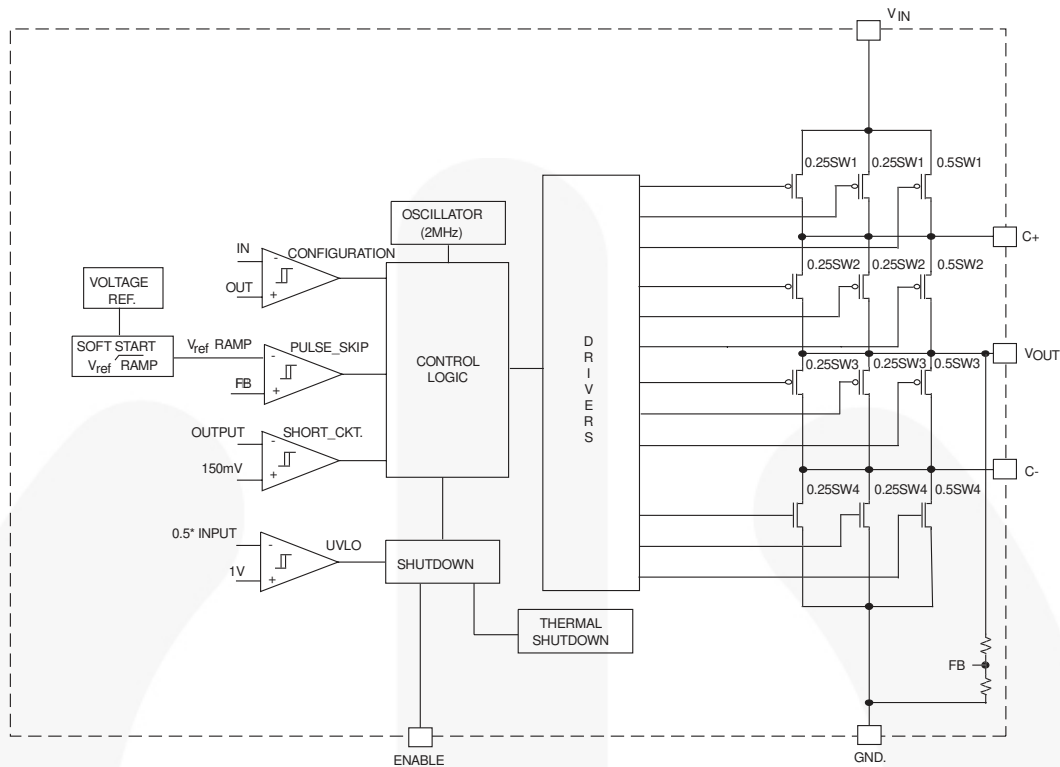 VIN
0.25SW1 0.25SW1 0.5SW1
OSCILLATOR
(2MHz)
C+
IN
CONFIGURATION
OUT
VOLTAGE
REF.
0.25SW2 0.25SW2 0.5SW2
SOFT START
Vref RAMP
Vref RAMP
PULSE_SKIP
FB
CONTROL
LOGIC
DRIVERS
VOUT
0.25SW3 0.25SW3 0.5SW3
OUTPUT
SHORT_CKT.
150mV
C-
0.25SW4 0.25SW4 0.5SW4
0.5* INPUT
UVLO
1V
SHUTDOWN
THERMAL
SHUTDOWN
FB
ENABLE
GND.